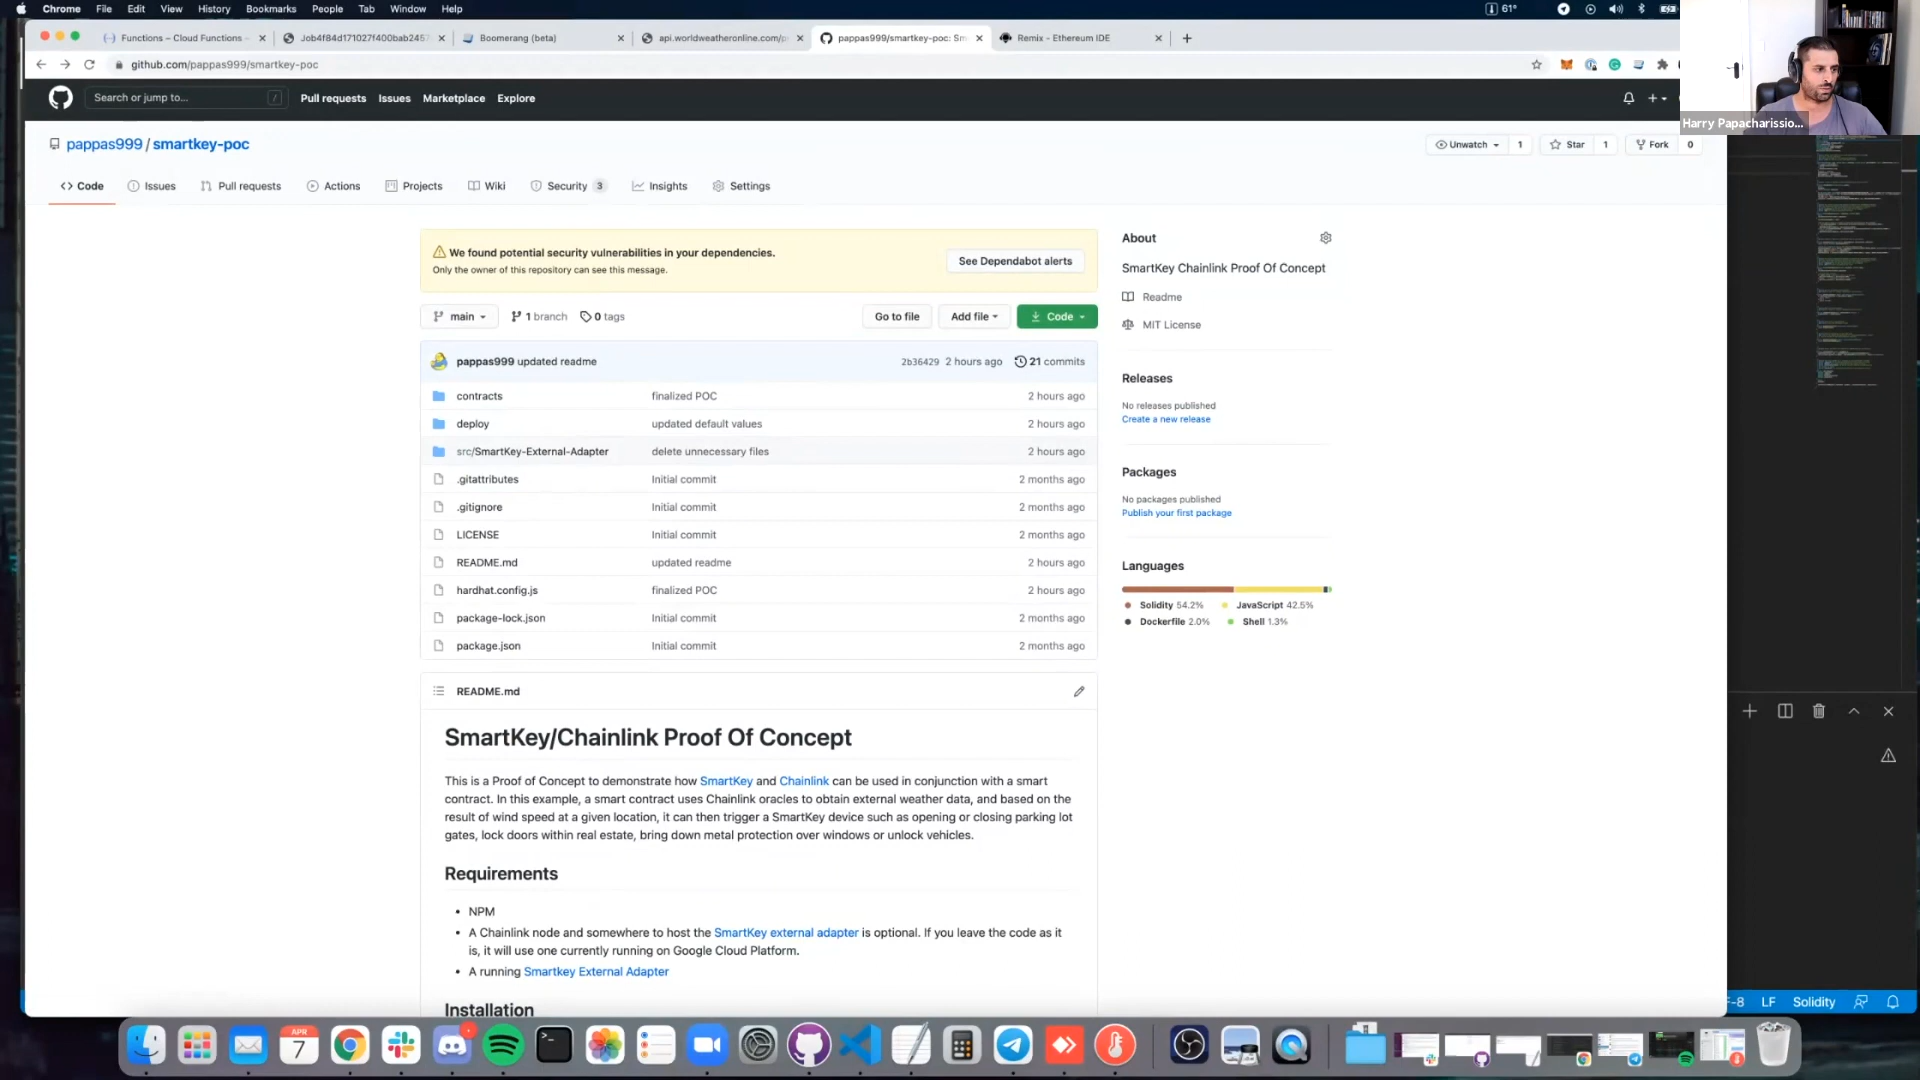 Chrome File Edit View History Bookmarks People Tab Window Help 61°
Functions – Cloud Functions – Job4f84d171027f400bab245 Boomerang (beta) api.worldweatheronline.com/p pappas999/smartkey-poc: Sm Remix - Ethereum IDE
github.com/pappas999/smartkey-poc
Search or jump to... / Pull requests Issues Marketplace Explore
Harry Papacharissio...
pappas999 / smartkey-poc
Unwatch 1 Star 1 Fork 0
Code Issues Pull requests Actions Projects Wiki Security 3 Insights Settings
We found potential security vulnerabilities in your dependencies.
Only the owner of this repository can see this message.
See Dependabot alerts
main 1 branch 0 tags Go to file Add file Code
pappas999 updated readme 2b36429 2 hours ago 21 commits
contracts finalized POC 2 hours ago
deploy updated default values 2 hours ago
src/SmartKey-External-Adapter delete unnecessary files 2 hours ago
.gitattributes Initial commit 2 months ago
.gitignore Initial commit 2 months ago
LICENSE Initial commit 2 months ago
README.md updated readme 2 hours ago
hardhat.config.js finalized POC 2 hours ago
package-lock.json Initial commit 2 months ago
package.json Initial commit 2 months ago
About
SmartKey Chainlink Proof Of Concept
Readme
MIT License
Releases
No releases published
Create a new release
Packages
No packages published
Publish your first package
Languages
Solidity 54.2% JavaScript 42.5%
Dockerfile 2.0% Shell 1.3%
README.md
SmartKey/Chainlink Proof Of Concept
This is a Proof of Concept to demonstrate how SmartKey and Chainlink can be used in conjunction with a smart
contract. In this example, a smart contract uses Chainlink oracles to obtain external weather data, and based on the
result of wind speed at a given location, it can then trigger a SmartKey device such as opening or closing parking lot
gates, lock doors within real estate, bring down metal protection over windows or unlock vehicles.
Requirements
• NPM
• A Chainlink node and somewhere to host the SmartKey external adapter is optional. If you leave the code as it
is, it will use one currently running on Google Cloud Platform.
• A running Smartkey External Adapter
Installation
F-8 LF Solidity
APR
7